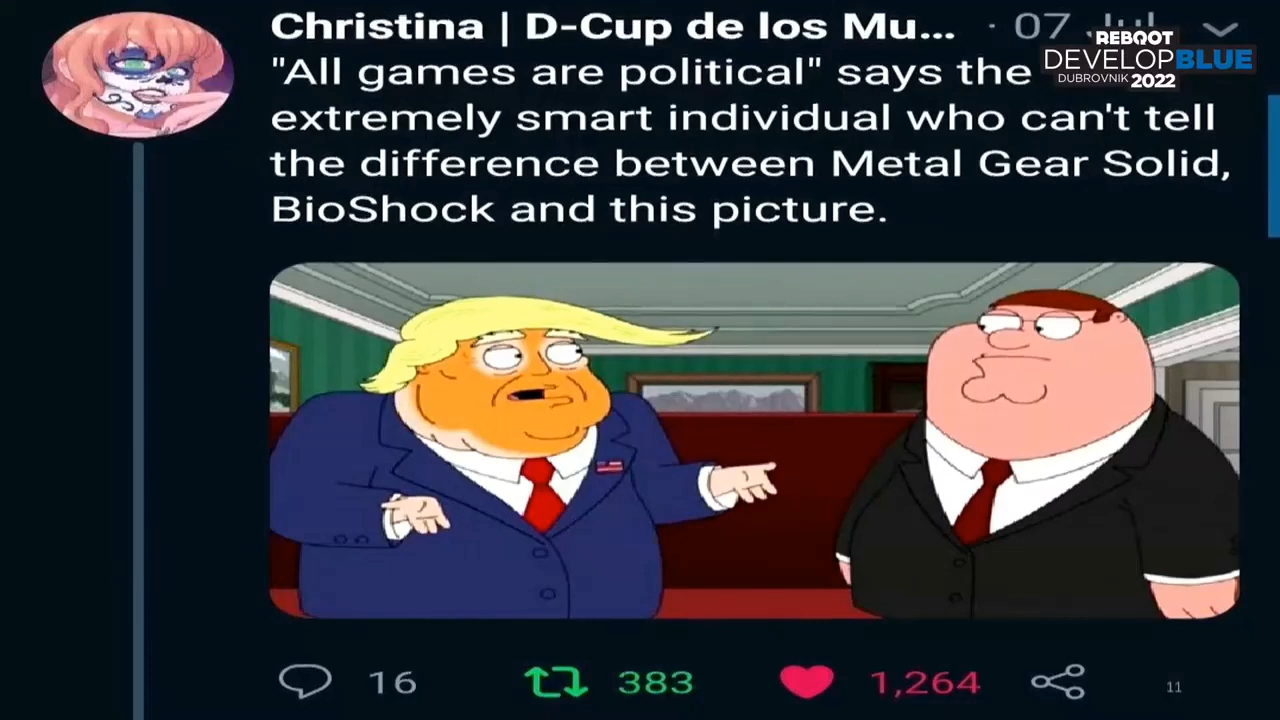 Christina | D-Cup de los Mu... · 07 Jul
"All games are political" says the
extremely smart individual who can't tell
the difference between Metal Gear Solid,
BioShock and this picture.
REBOOT
DEVELOPBLUE
DUBROVNIK 2022
16
383
1,264
11